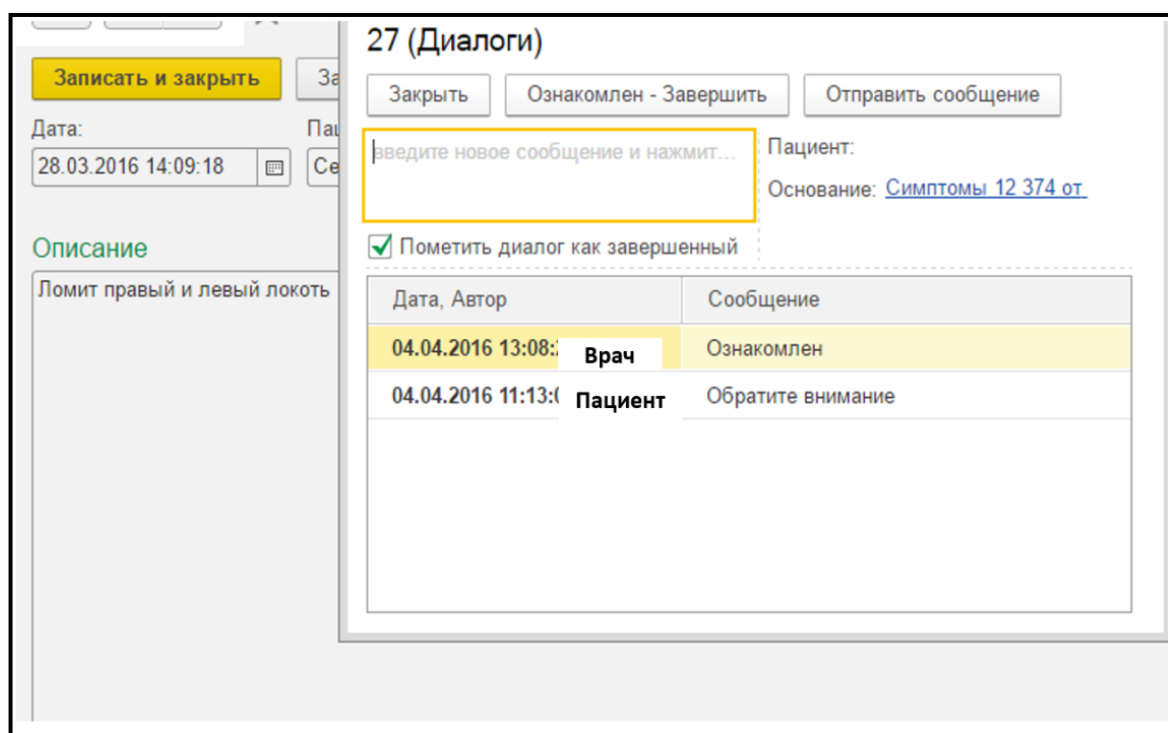 27 (Диалоги)
Записать и закрыть
За
Закрыть
Ознакомлен - Завершить
Отправить сообщение
Дата:
Пац
28.03.2016 14:09:18
Се
введите новое сообщение и нажмит...
Пациент:
Основание: Симптомы 12 374 от
Описание
Пометить диалог как завершенный
Ломит правый и левый локоть
Дата, Автор
Сообщение
04.04.2016 13:08: Врач
Ознакомлен
04.04.2016 11:13: Пациент
Обратите внимание